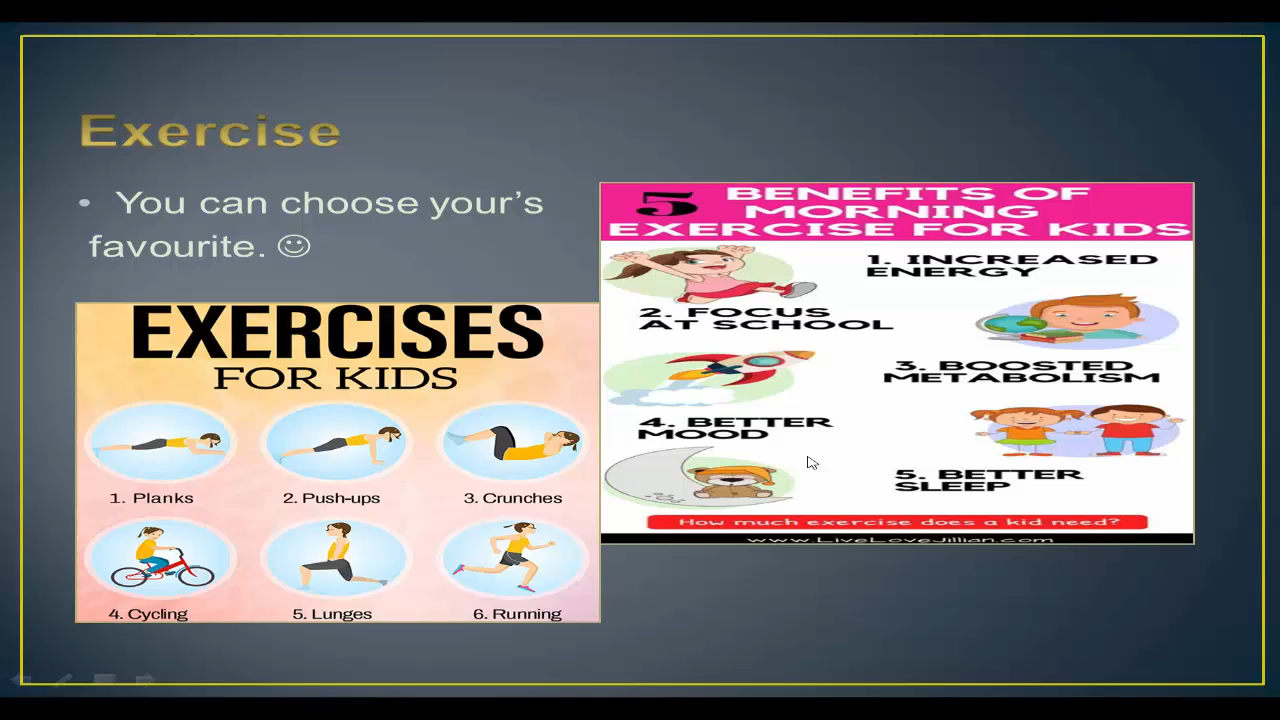 Exercise
• You can choose your’s
favourite. ☺
EXERCISES
FOR KIDS
1. Planks
2. Push-ups
3. Crunches
4. Cycling
5. Lunges
6. Running
5 BENEFITS OF
MORNING
EXERCISE FOR KIDS
1. INCREASED
ENERGY
2. FOCUS
AT SCHOOL
3. BOOSTED
METABOLISM
4. BETTER
MOOD
5. BETTER
SLEEP
How much exercise does a kid need?
www.LiveLoveJillian.com